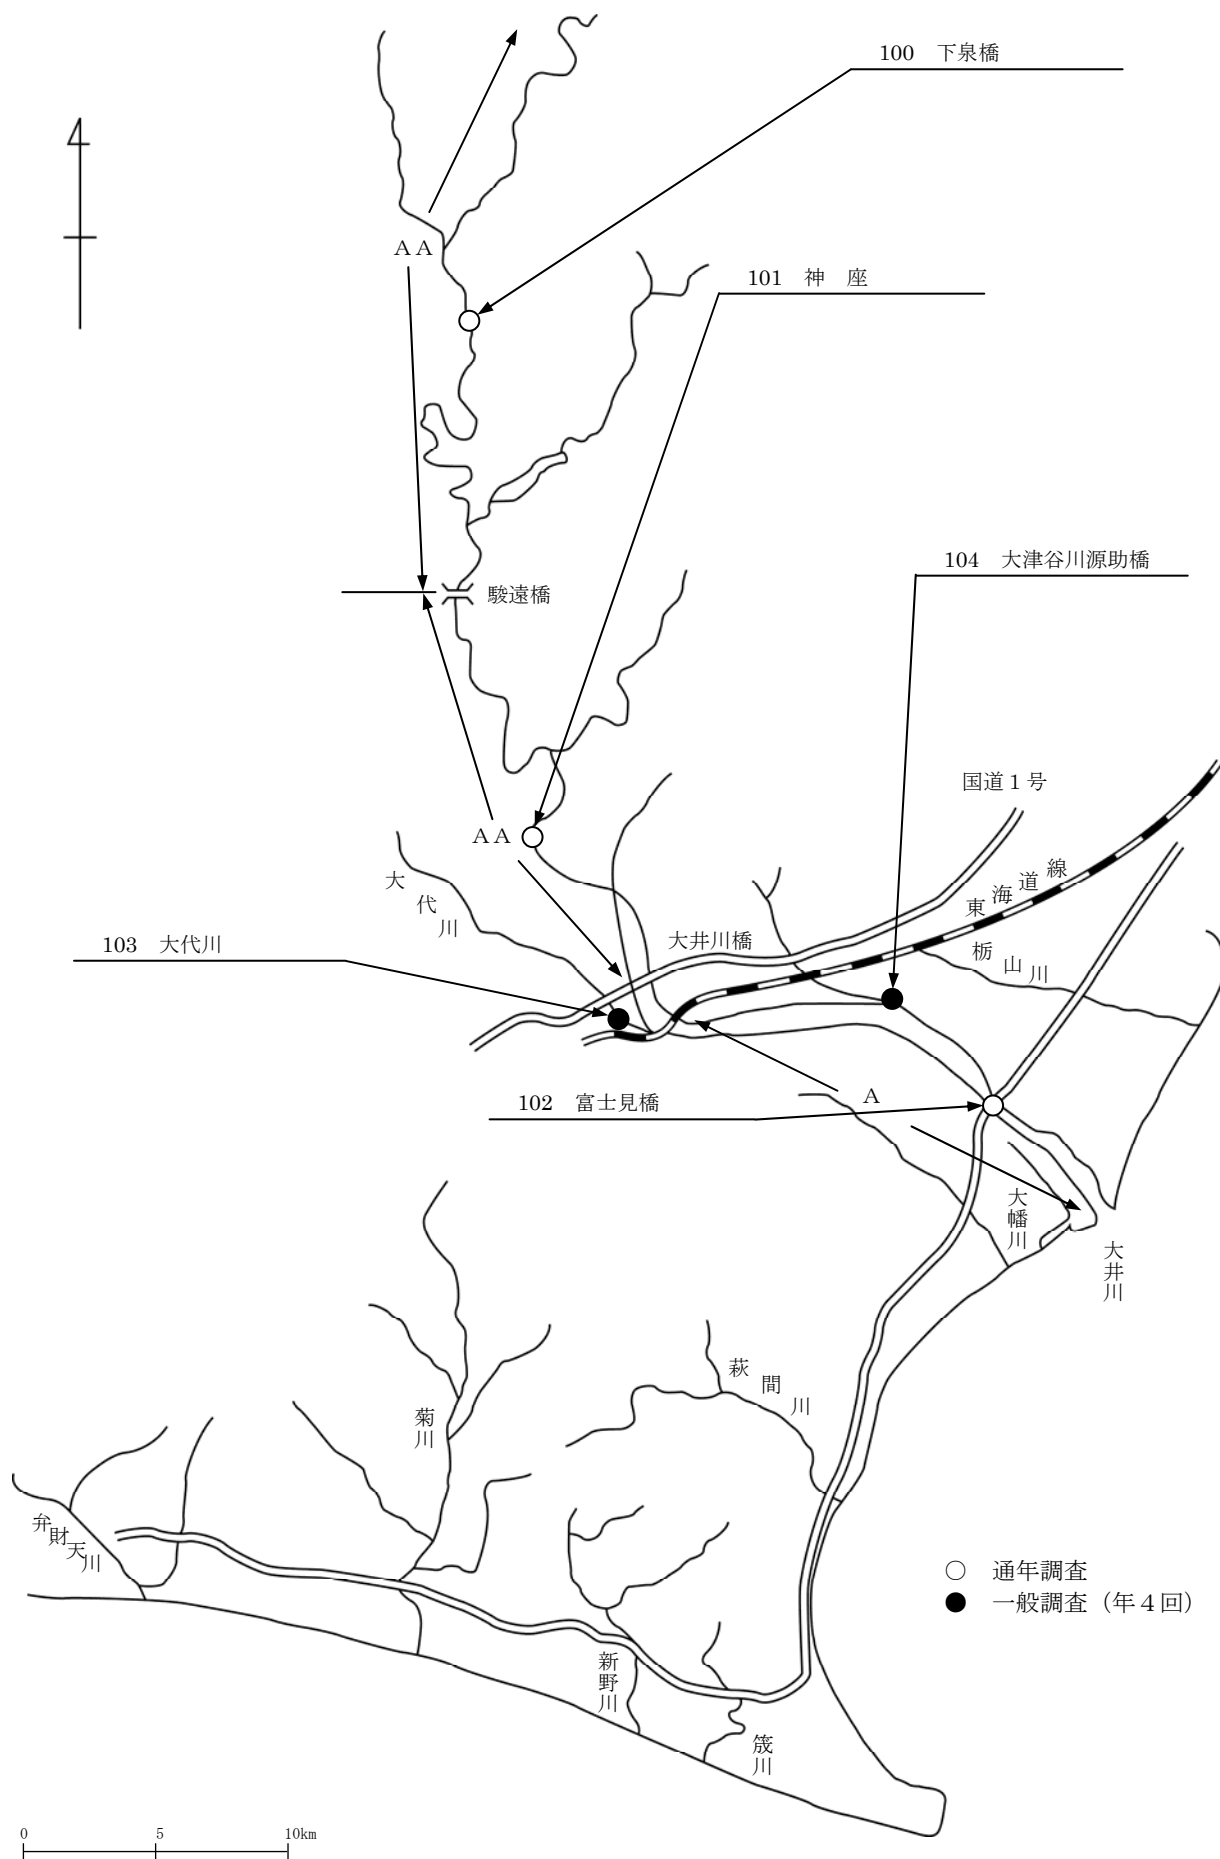 100 下泉橋
ＡＡ
101 神 座
104 大津谷川源助橋
駿遠橋
国道１号
ＡＡ
東海道線
大代川
大井川橋
103 大代川
栃山川
102 富士見橋
Ａ
大幡川
大井川
萩間川
菊川
弁財天川
○ 通年調査
● 一般調査（年４回）
新野川
筬川
0 5 10km